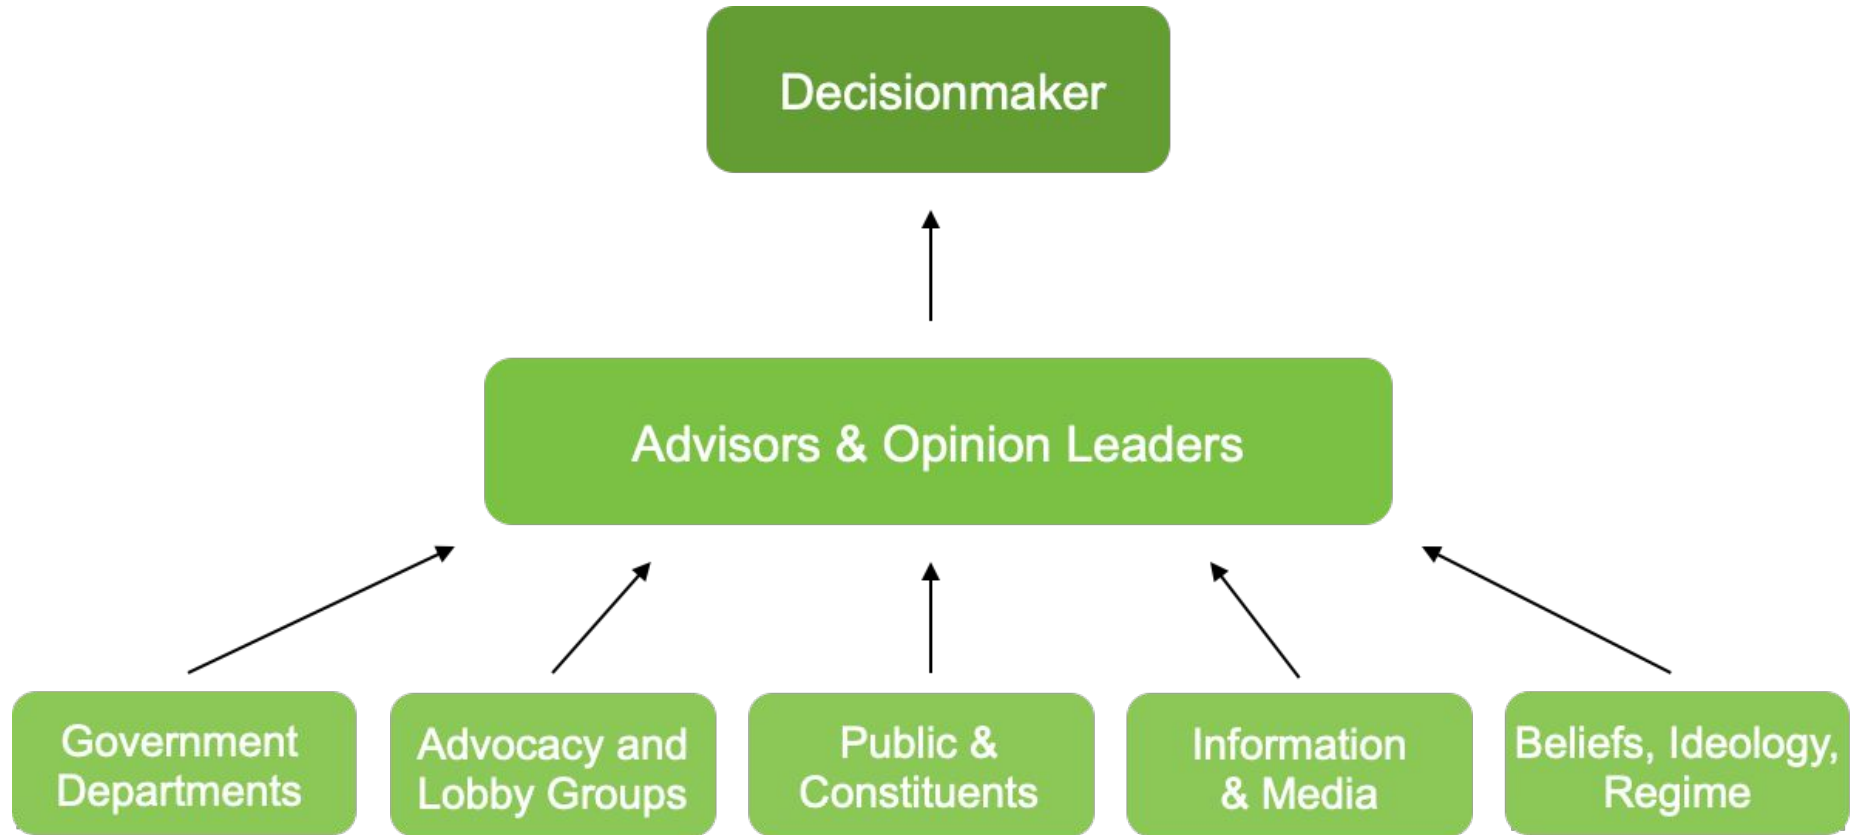 Decisionmaker
Advisors & Opinion Leaders
Government
Departments
Advocacy and
Lobby Groups
Public &
Constituents
Information
& Media
Beliefs, Ideology,
Regime